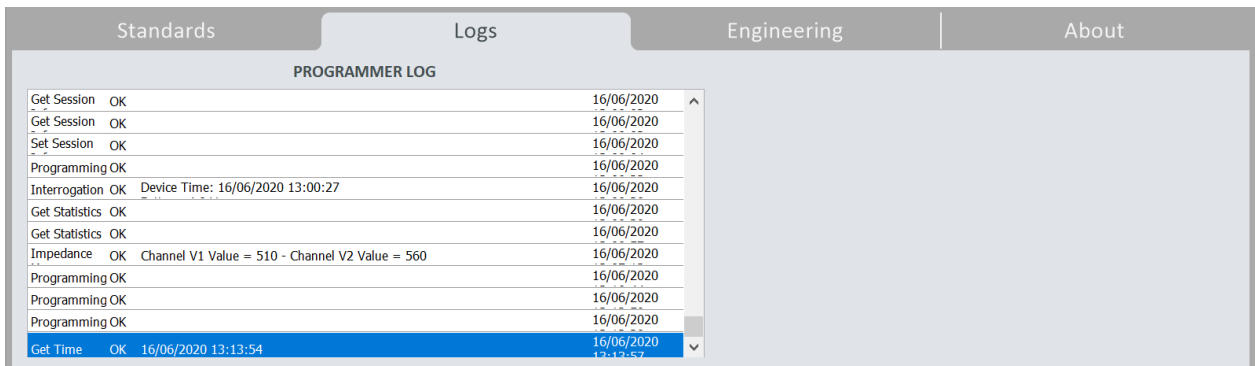 Standards Logs Engineering About
PROGRAMMER LOG
Get Session OK 16/06/2020
Get Session OK 16/06/2020
Set Session OK 16/06/2020
Programming OK 16/06/2020
Interrogation OK Device Time: 16/06/2020 13:00:27 16/06/2020
Get Statistics OK 16/06/2020
Get Statistics OK 16/06/2020
Impedance OK Channel V1 Value = 510 - Channel V2 Value = 560 16/06/2020
Programming OK 16/06/2020
Programming OK 16/06/2020
Programming OK 16/06/2020
Get Time OK 16/06/2020 13:13:54 16/06/2020
13:13:57